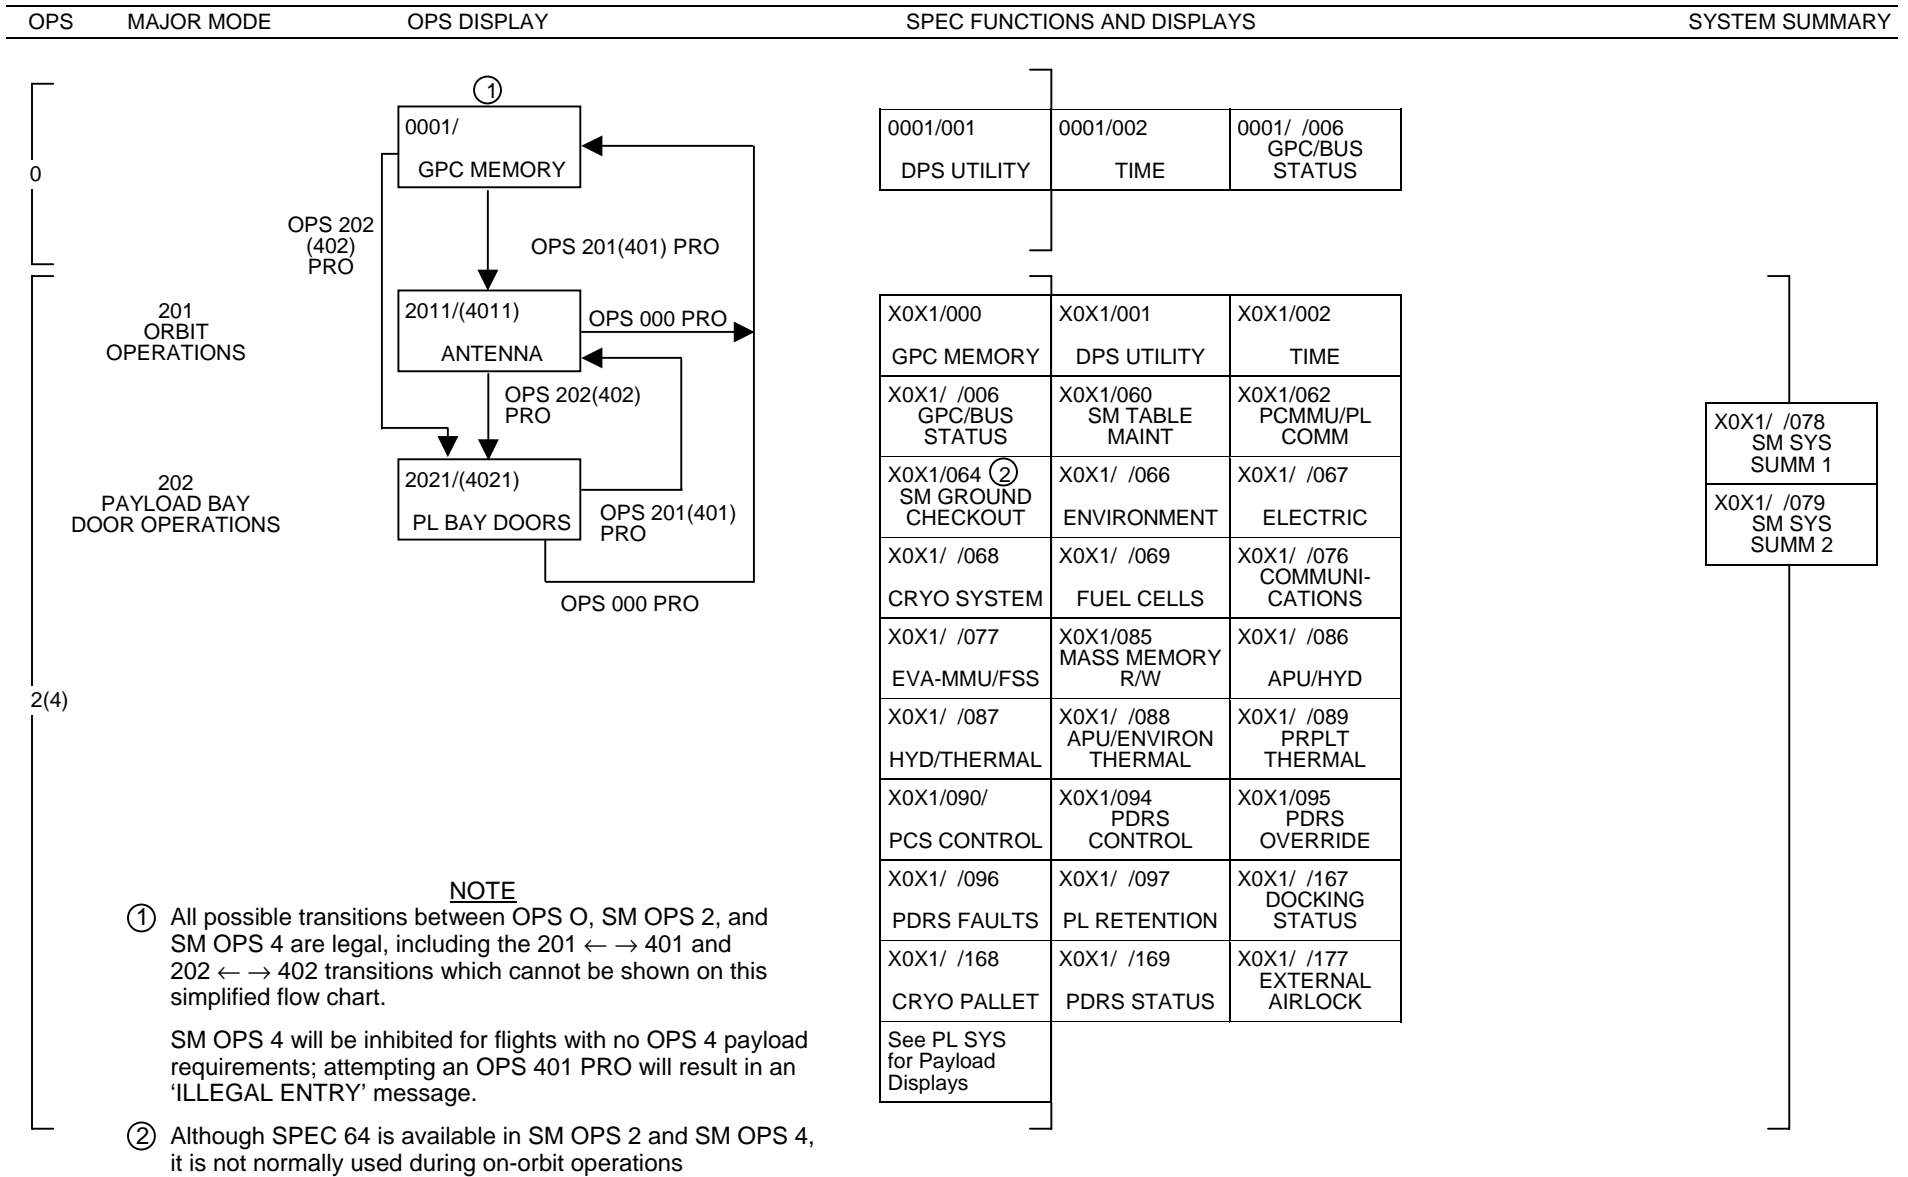 OPS MAJOR MODE OPS DISPLAY SPEC FUNCTIONS AND DISPLAYS SYSTEM SUMMARY
0
1
0001/
GPC MEMORY
OPS 202
(402)
PRO
OPS 201(401) PRO
201
ORBIT
OPERATIONS
2011/(4011)
ANTENNA
OPS 000 PRO
OPS 202(402)
PRO
202
PAYLOAD BAY
DOOR OPERATIONS
2021/(4021)
PL BAY DOORS
OPS 201(401)
PRO
OPS 000 PRO
2(4)
0001/001
DPS UTILITY
0001/002
TIME
0001/ /006
GPC/BUS
STATUS
X0X1/000
GPC MEMORY
X0X1/001
DPS UTILITY
X0X1/002
TIME
X0X1/ /006
GPC/BUS
STATUS
X0X1/060
SM TABLE
MAINT
X0X1/062
PCMMU/PL
COMM
X0X1/064 2
SM GROUND
CHECKOUT
X0X1/ /066
ENVIRONMENT
X0X1/ /067
ELECTRIC
X0X1/ /068
CRYO SYSTEM
X0X1/ /069
FUEL CELLS
X0X1/ /076
COMMUNI-
CATIONS
X0X1/ /077
EVA-MMU/FSS
X0X1/085
MASS MEMORY
R/W
X0X1/ /086
APU/HYD
X0X1/ /087
HYD/THERMAL
X0X1/ /088
APU/ENVIRON
THERMAL
X0X1/ /089
PRPLT
THERMAL
X0X1/090/
PCS CONTROL
X0X1/094
PDRS
CONTROL
X0X1/095
PDRS
OVERRIDE
X0X1/ /096
PDRS FAULTS
X0X1/ /097
PL RETENTION
X0X1/ /167
DOCKING
STATUS
X0X1/ /168
CRYO PALLET
X0X1/ /169
PDRS STATUS
X0X1/ /177
EXTERNAL
AIRLOCK
See PL SYS
for Payload
Displays
X0X1/ /078
SM SYS
SUMM 1
X0X1/ /079
SM SYS
SUMM 2
NOTE
1 All possible transitions between OPS O, SM OPS 2, and
SM OPS 4 are legal, including the 201 ← → 401 and
202 ← → 402 transitions which cannot be shown on this
simplified flow chart.
SM OPS 4 will be inhibited for flights with no OPS 4 payload
requirements; attempting an OPS 401 PRO will result in an
‘ILLEGAL ENTRY’ message.
2 Although SPEC 64 is available in SM OPS 2 and SM OPS 4,
it is not normally used during on-orbit operations